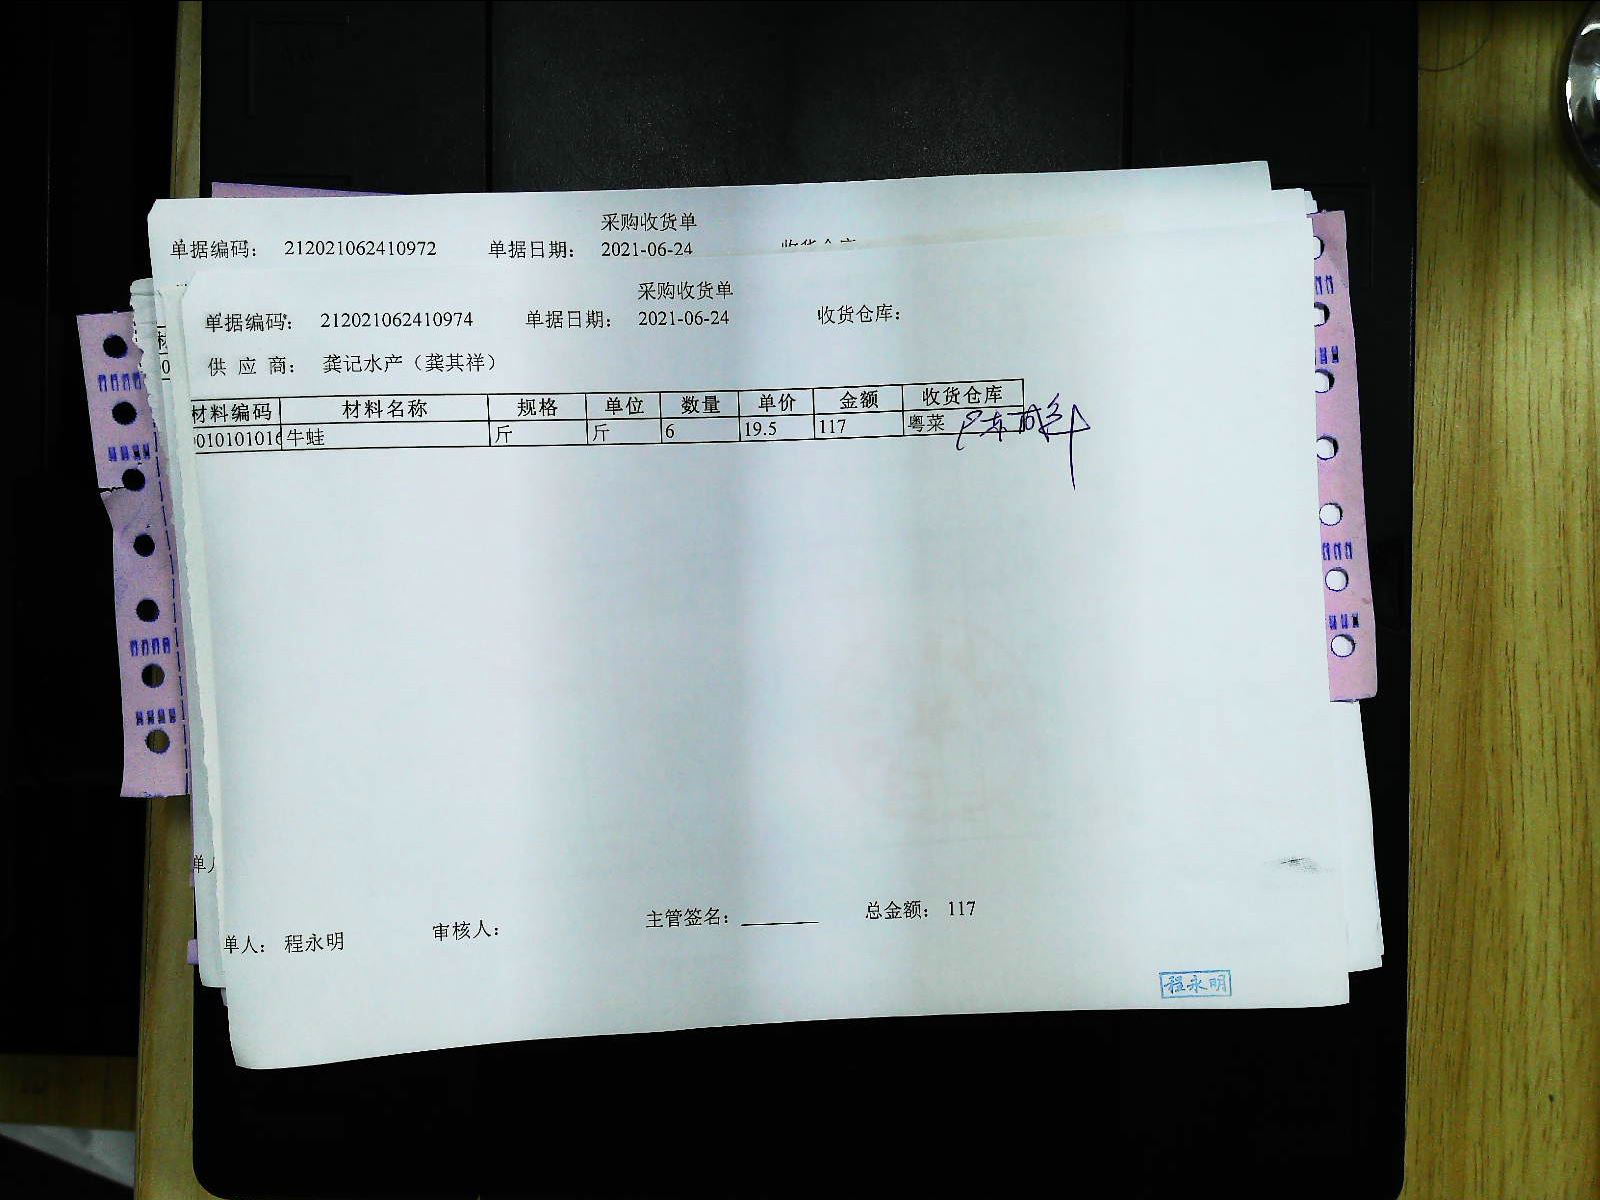 采购收货单
单据编码： 212021062410972 单据日期： 2021-06-24
采购收货单
单据编码： 212021062410974 单据日期： 2021-06-24 收货仓库：
供 应 商： 龚记水产（龚其祥）
材料编码 材料名称 规格 单位 数量 单价 金额 收货仓库
01010101 牛蛙 斤 斤 6 19.5 117 粤菜
单人： 程永明 审核人： 主管签名： 总金额： 117
程永明